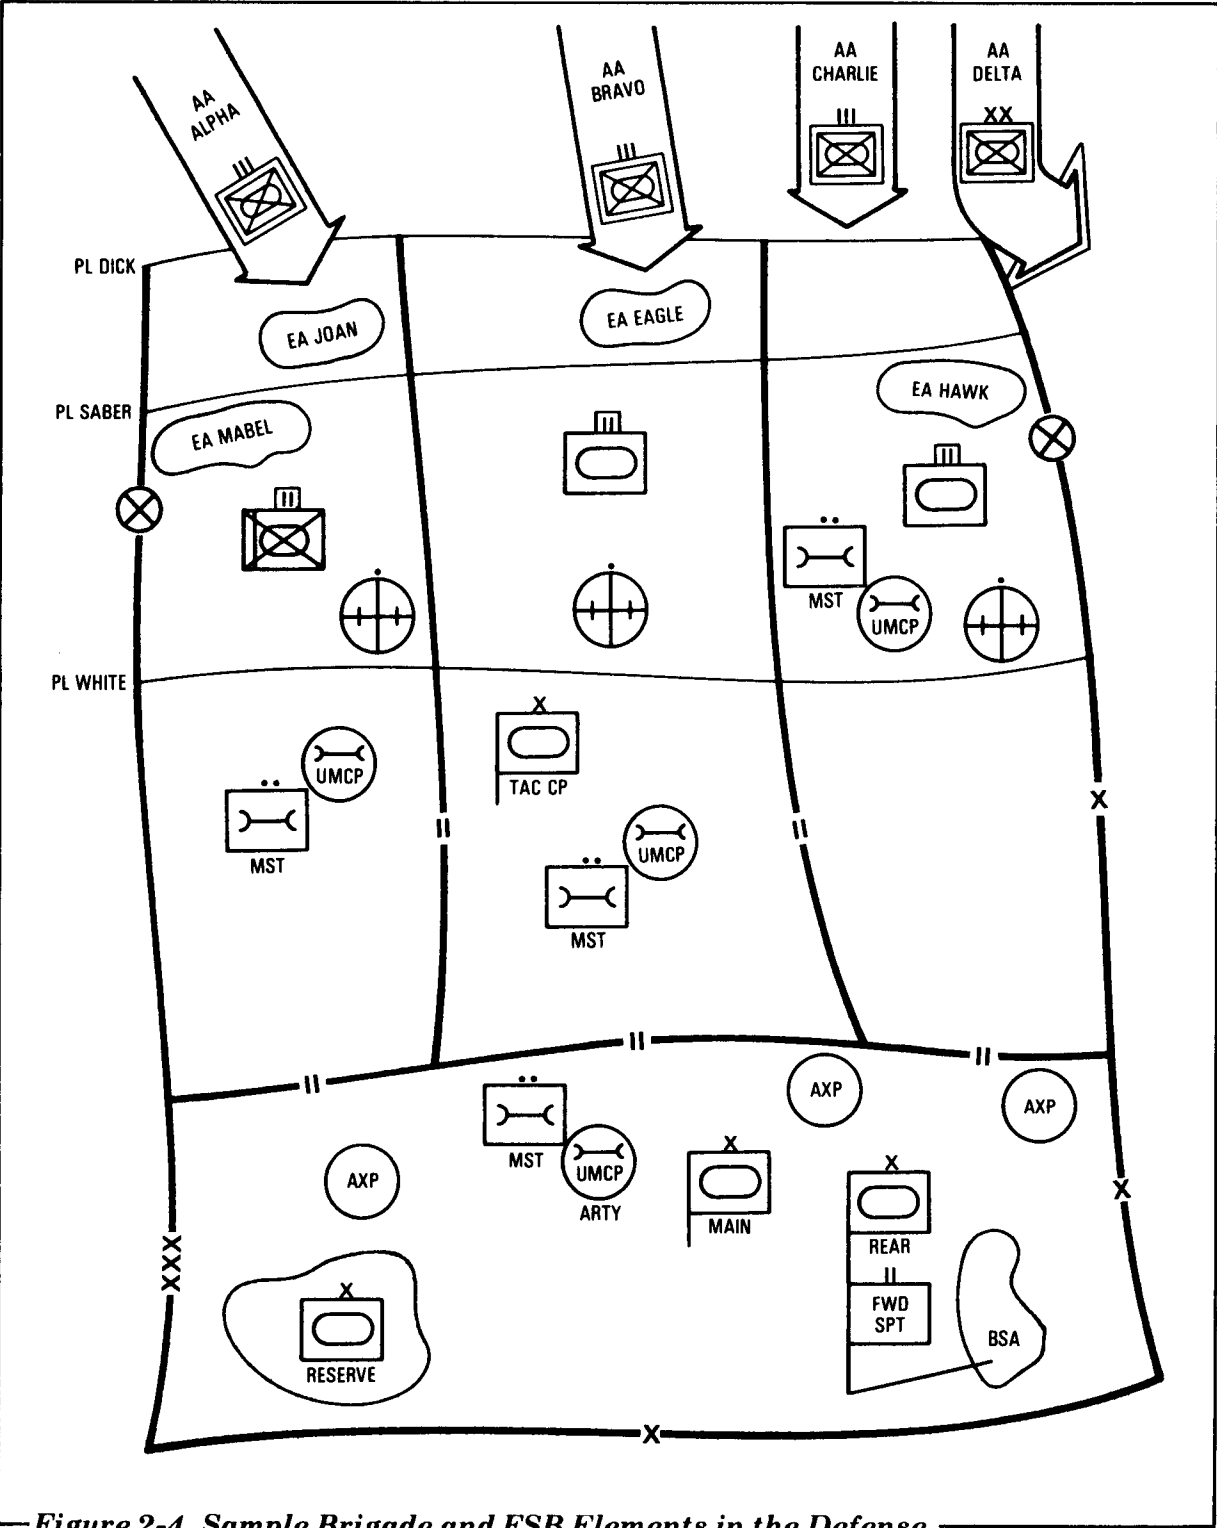 AA
ALPHA
AA
BRAVO
AA
CHARLIE
AA
DELTA
XX
PL DICK
EA JOAN
EA EAGLE
PL SABER
EA MABEL
EA HAWK
MST
UMCP
PL WHITE
X
TAC CP
UMCP
MST
X
UMCP
MST
AXP
AXP
MST
UMCP
ARTY
AXP
X
MAIN
X
REAR
X
XXX
FWD
SPT
BSA
X
RESERVE
X
Figure 2-4. Sample Brigade and FSB Elements in the Defense